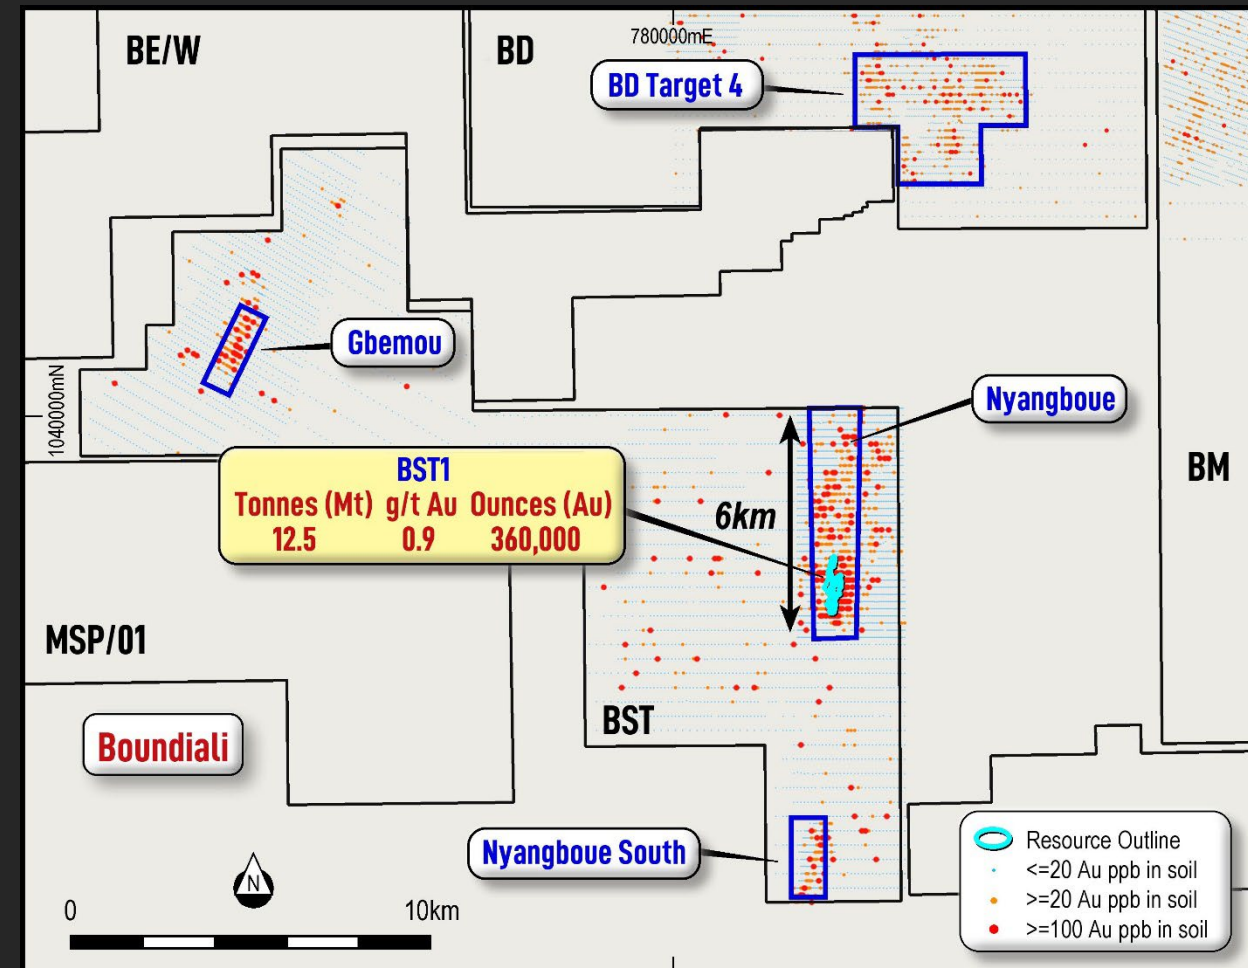 BE/W
BD
780000mE
BD Target 4
Gbemou
1040000mN
Nyangboue
BST1
Tonnes (Mt) g/t Au Ounces (Au)
12.5 0.9 360,000
6km
BM
MSP/01
BST
Boundiali
Nyangboue South
N
0 10km
Resource Outline
<=20 Au ppb in soil
>=20 Au ppb in soil
>=100 Au ppb in soil